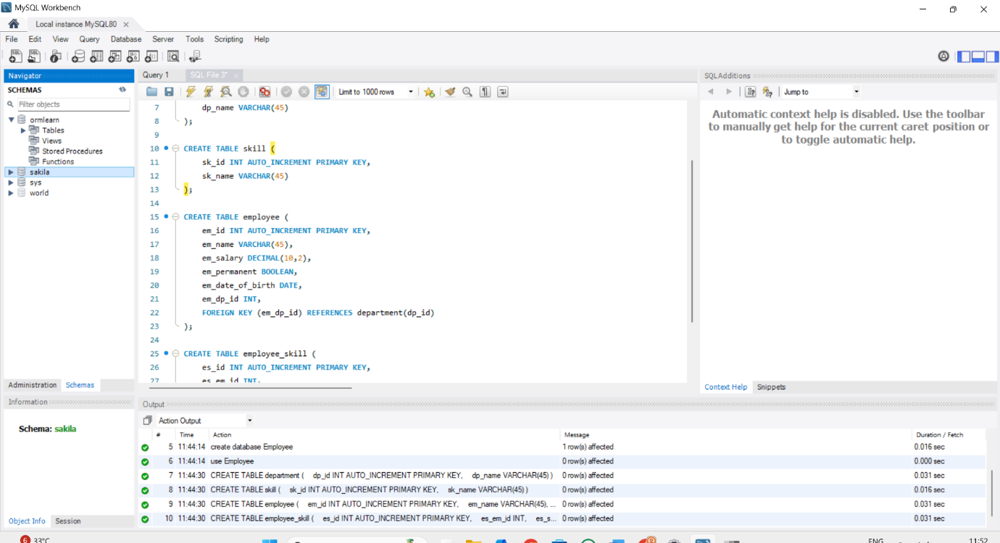 MySQL Workbench
Local instance MySQL80
File Edit View Query Database Server Tools Scripting Help
Navigator
SCHEMAS
Filter objects
ormlearn
Tables
Views
Stored Procedures
Functions
sakila
sys
world
Administration Schemas
Information
Schema: sakila
Object Info Session
Query 1 SQL File 3*
Limit to 1000 rows
7 dp_name VARCHAR(45)
8 );
9
10 CREATE TABLE skill (
11 sk_id INT AUTO_INCREMENT PRIMARY KEY,
12 sk_name VARCHAR(45)
13 );
14
15 CREATE TABLE employee (
16 em_id INT AUTO_INCREMENT PRIMARY KEY,
17 em_name VARCHAR(45),
18 em_salary DECIMAL(10,2),
19 em_permanent BOOLEAN,
20 em_date_of_birth DATE,
21 em_dp_id INT,
22 FOREIGN KEY (em_dp_id) REFERENCES department(dp_id)
23 );
24
25 CREATE TABLE employee_skill (
26 es_id INT AUTO_INCREMENT PRIMARY KEY,
27 es_em_id INT,
SQLAdditions
Jump to
Automatic context help is disabled. Use the toolbar
to manually get help for the current caret position or
to toggle automatic help.
Context Help Snippets
Output
Action Output
# Time Action Message Duration / Fetch
5 11:44:14 create database Employee 1 row(s) affected 0.016 sec
6 11:44:14 use Employee 0 row(s) affected 0.000 sec
7 11:44:30 CREATE TABLE department ( dp_id INT AUTO_INCREMENT PRIMARY KEY, dp_name VARCHAR(45) ) 0 row(s) affected 0.031 sec
8 11:44:30 CREATE TABLE skill ( sk_id INT AUTO_INCREMENT PRIMARY KEY, sk_name VARCHAR(45) ) 0 row(s) affected 0.016 sec
9 11:44:30 CREATE TABLE employee ( em_id INT AUTO_INCREMENT PRIMARY KEY, em_name VARCHAR(45), ... 0 row(s) affected 0.031 sec
10 11:44:30 CREATE TABLE employee_skill ( es_id INT AUTO_INCREMENT PRIMARY KEY, es_em_id INT, es_s... 0 row(s) affected 0.031 sec
6 33°C ENG 11:52